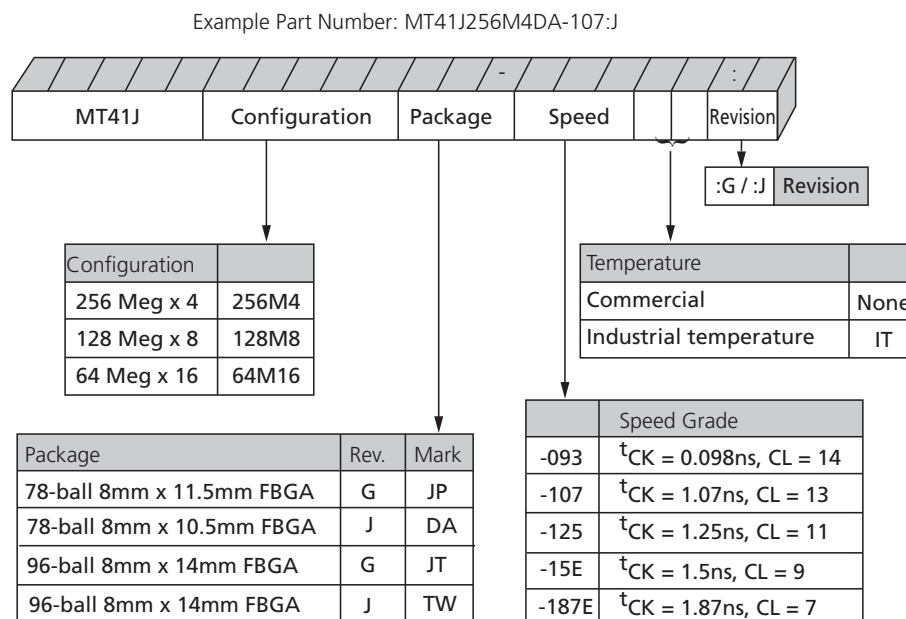 Example Part Number: MT41J256M4DA-107:J
- :
MT41J Configuration Package Speed Revision
:G / :J Revision
Configuration
256 Meg x 4 256M4
128 Meg x 8 128M8
64 Meg x 16 64M16
Temperature
Commercial None
Industrial temperature IT
Package Rev. Mark
78-ball 8mm x 11.5mm FBGA G JP
78-ball 8mm x 10.5mm FBGA J DA
96-ball 8mm x 14mm FBGA G JT
96-ball 8mm x 14mm FBGA J TW
Speed Grade
-093 tCK = 0.098ns, CL = 14
-107 tCK = 1.07ns, CL = 13
-125 tCK = 1.25ns, CL = 11
-15E tCK = 1.5ns, CL = 9
-187E tCK = 1.87ns, CL = 7